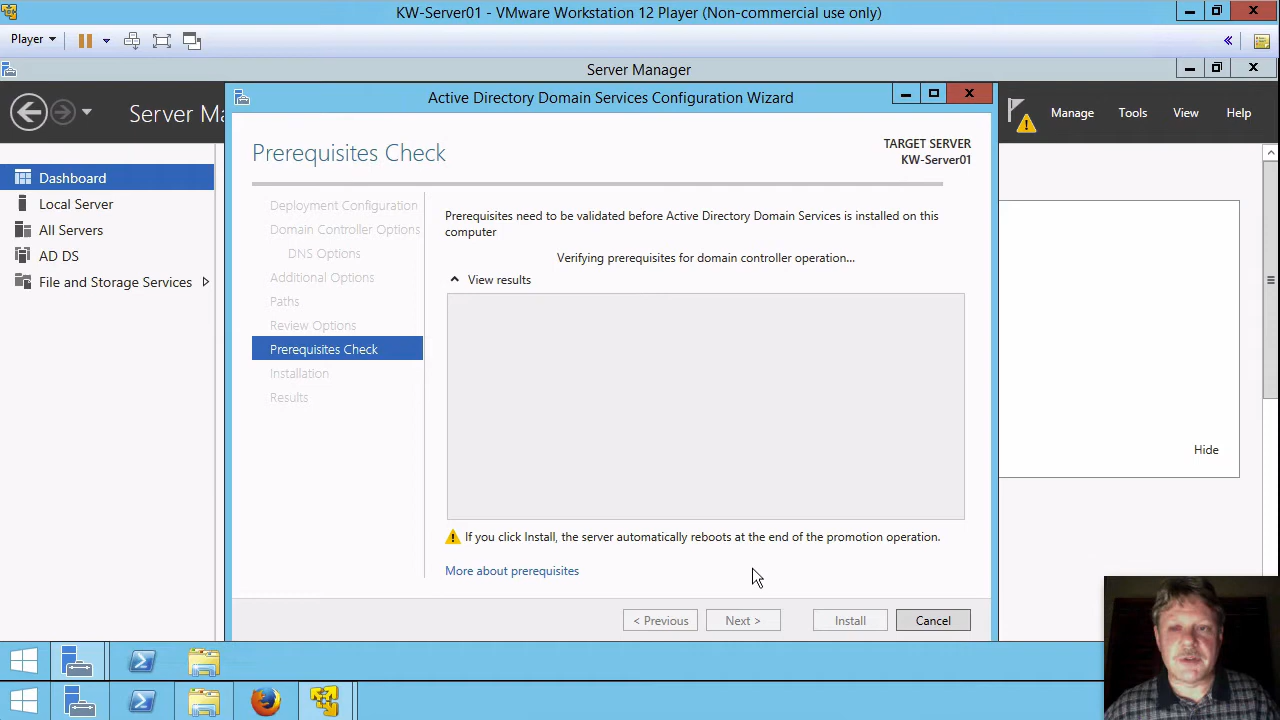 KW-Server01 - VMware Workstation 12 Player (Non-commercial use only)
Player
Server Manager
Active Directory Domain Services Configuration Wizard
Server Ma
Manage
Tools
View
Help
Prerequisites Check
TARGET SERVER
KW-Server01
Dashboard
Local Server
All Servers
AD DS
File and Storage Services
Deployment Configuration
Domain Controller Options
DNS Options
Additional Options
Paths
Review Options
Prerequisites Check
Installation
Results
Prerequisites need to be validated before Active Directory Domain Services is installed on this
computer
Verifying prerequisites for domain controller operation...
View results
Hide
If you click Install, the server automatically reboots at the end of the promotion operation.
More about prerequisites
< Previous
Next >
Install
Cancel